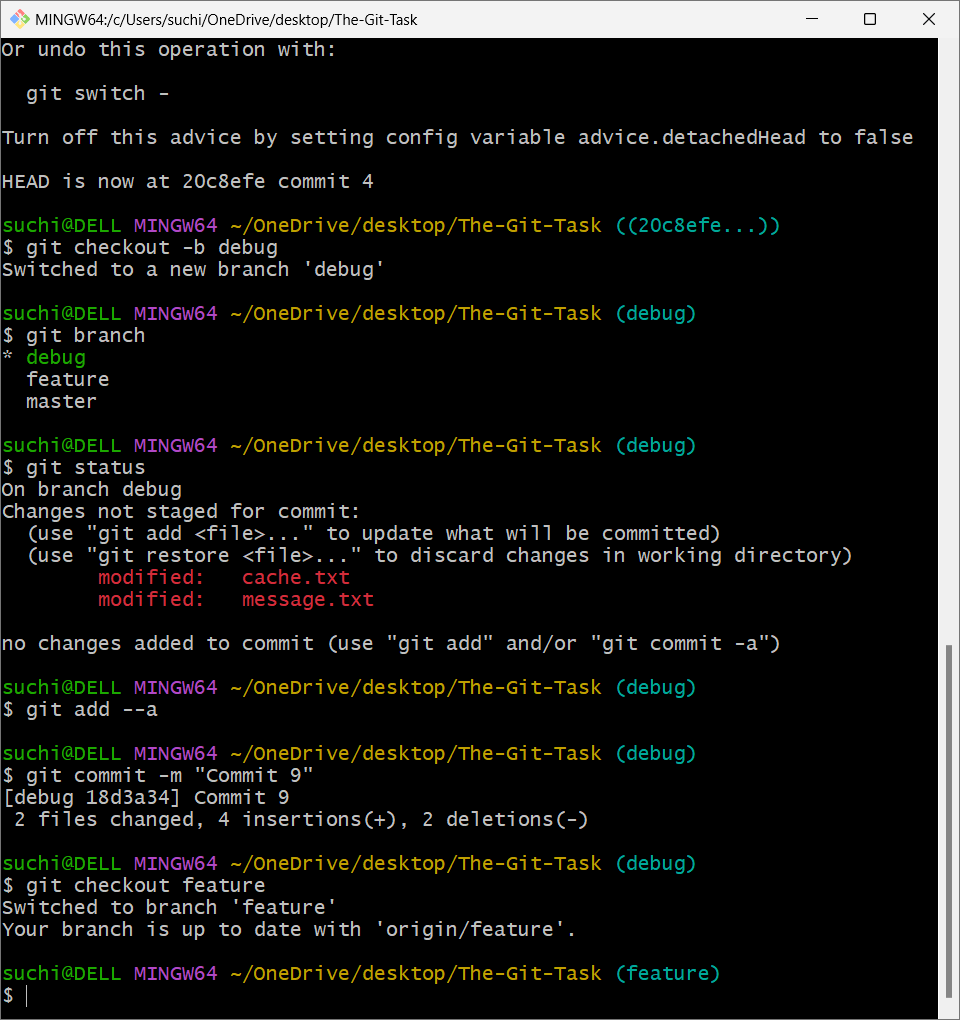 MINGW64:/c/Users/suchi/OneDrive/desktop/The-Git-Task
Or undo this operation with:
  git switch -
Turn off this advice by setting config variable advice.detachedHead to false
HEAD is now at 20c8efe commit 4
suchi@DELL MINGW64 ~/OneDrive/desktop/The-Git-Task ((20c8efe...))
$ git checkout -b debug
Switched to a new branch 'debug'
suchi@DELL MINGW64 ~/OneDrive/desktop/The-Git-Task (debug)
$ git branch
* debug
  feature
  master
suchi@DELL MINGW64 ~/OneDrive/desktop/The-Git-Task (debug)
$ git status
On branch debug
Changes not staged for commit:
  (use "git add <file>..." to update what will be committed)
  (use "git restore <file>..." to discard changes in working directory)
        modified:   cache.txt
        modified:   message.txt
no changes added to commit (use "git add" and/or "git commit -a")
suchi@DELL MINGW64 ~/OneDrive/desktop/The-Git-Task (debug)
$ git add --a
suchi@DELL MINGW64 ~/OneDrive/desktop/The-Git-Task (debug)
$ git commit -m "Commit 9"
[debug 18d3a34] Commit 9
 2 files changed, 4 insertions(+), 2 deletions(-)
suchi@DELL MINGW64 ~/OneDrive/desktop/The-Git-Task (debug)
$ git checkout feature
Switched to branch 'feature'
Your branch is up to date with 'origin/feature'.
suchi@DELL MINGW64 ~/OneDrive/desktop/The-Git-Task (feature)
$